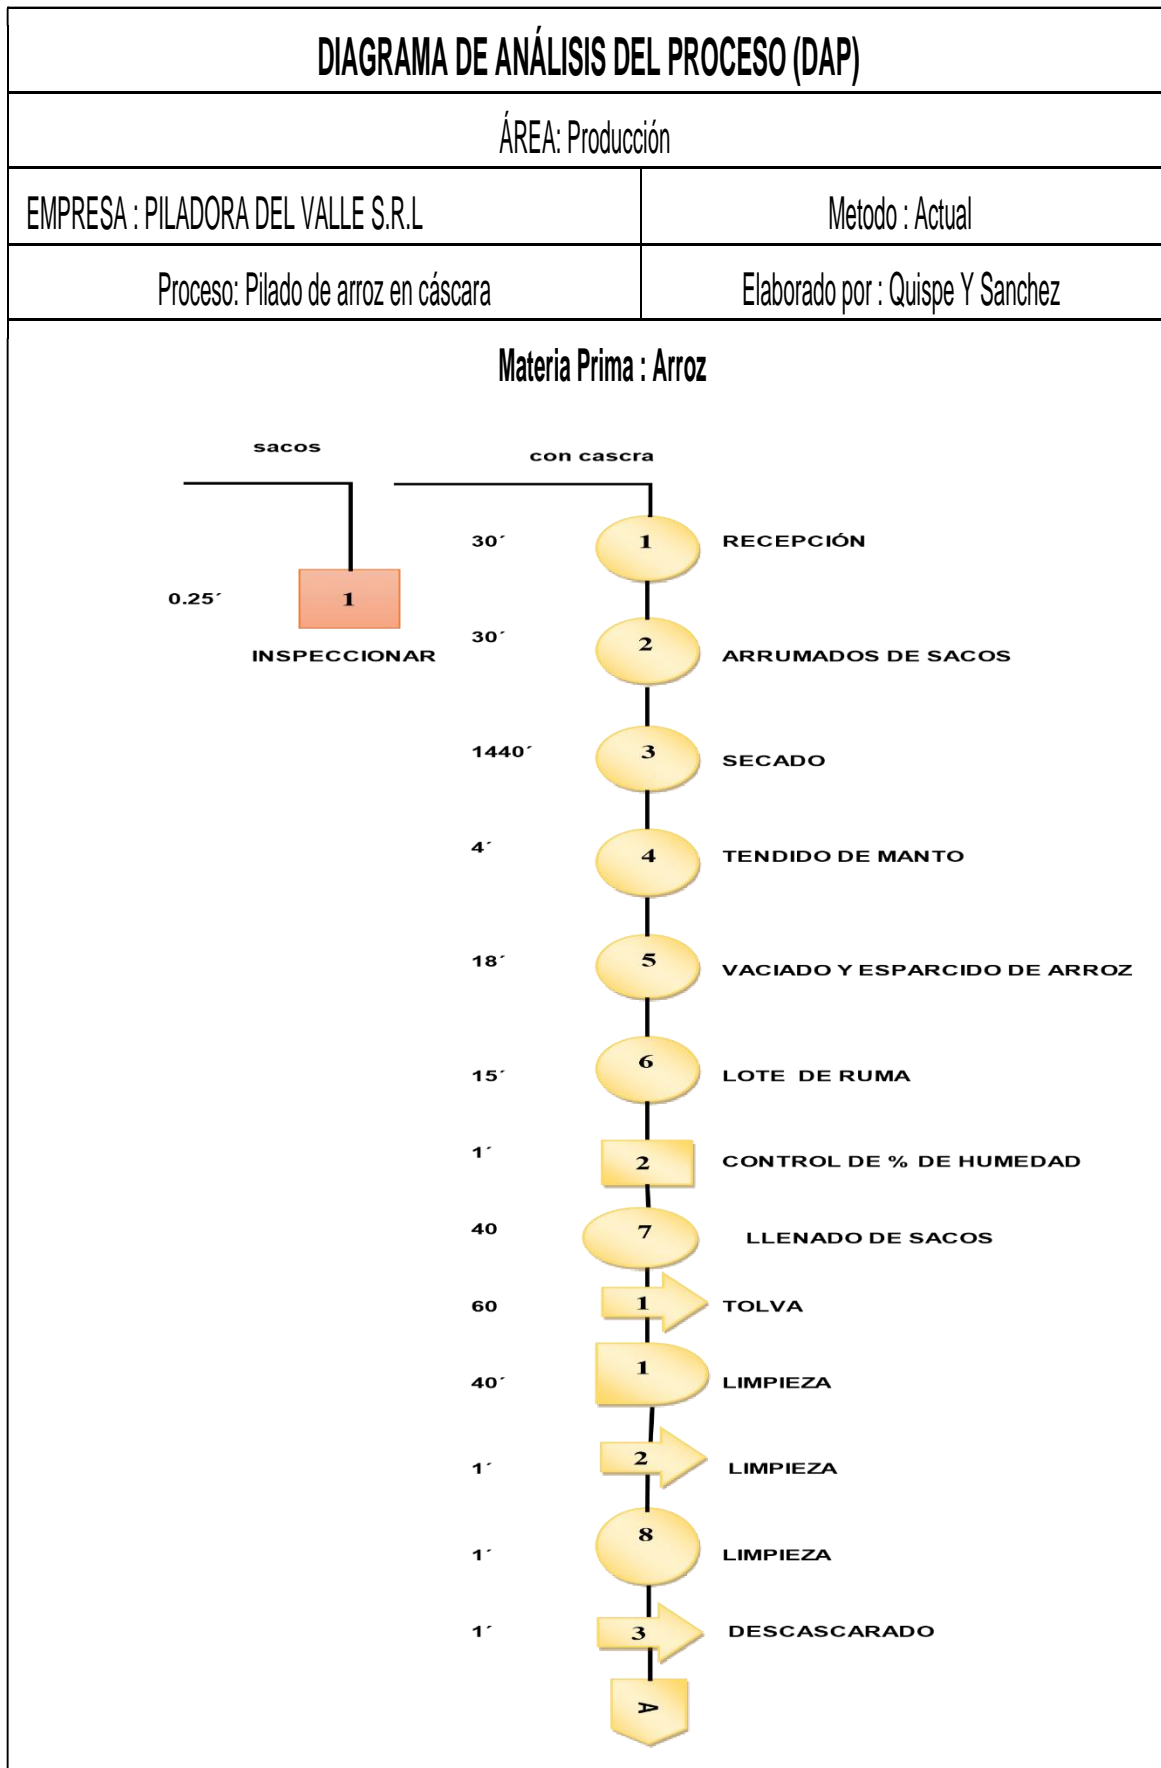 DIAGRAMA DE ANÁLISIS DEL PROCESO (DAP)
ÁREA: Producción
EMPRESA : PILADORA DEL VALLE S.R.L
Metodo : Actual
Proceso: Pilado de arroz en cáscara
Elaborado por : Quispe Y Sanchez
Materia Prima : Arroz
sacos
con cascra
30´ 1 RECEPCIÓN
0.25´ 1
INSPECCIONAR
30´ 2 ARRUMADOS DE SACOS
1440´ 3 SECADO
4´ 4 TENDIDO DE MANTO
18´ 5 VACIADO Y ESPARCIDO DE ARROZ
15´ 6 LOTE DE RUMA
1´ 2 CONTROL DE % DE HUMEDAD
40 7 LLENADO DE SACOS
60 1 TOLVA
40´ 1 LIMPIEZA
1´ 2 LIMPIEZA
1´ 8 LIMPIEZA
1´ 3 DESCASCARADO
A